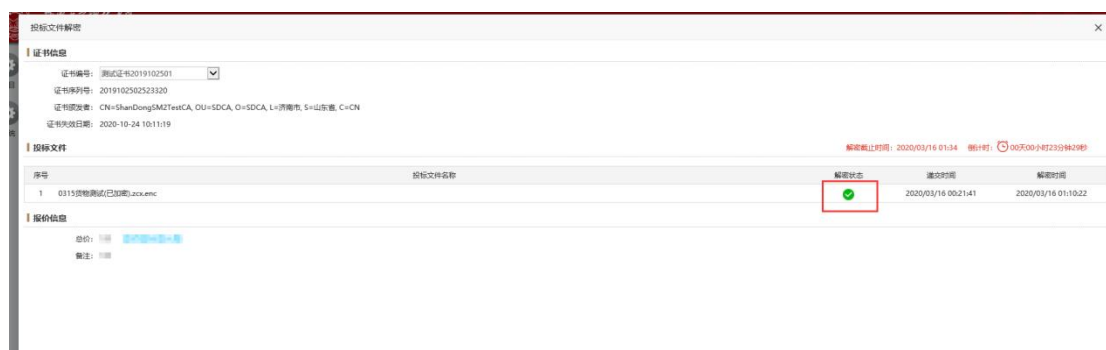 投标文件解密
证书信息
证书编号: 测试证书2019102501
证书序列号: 2019102502523320
证书颁发者: CN=ShanDongSM2TestCA, OU=SDCA, O=SDCA, L=济南市, S=山东省, C=CN
证书失效日期: 2020-10-24 10:11:19
投标文件 解密截止时间: 2020/03/16 01:34 倒计时: 00天00小时23分钟29秒
序号 投标文件名称 解密状态 递交时间 解密时间
1 0315货物测试(已加密).zcx.enc 2020/03/16 00:21:41 2020/03/16 01:10:22
报价信息
总价:
备注: